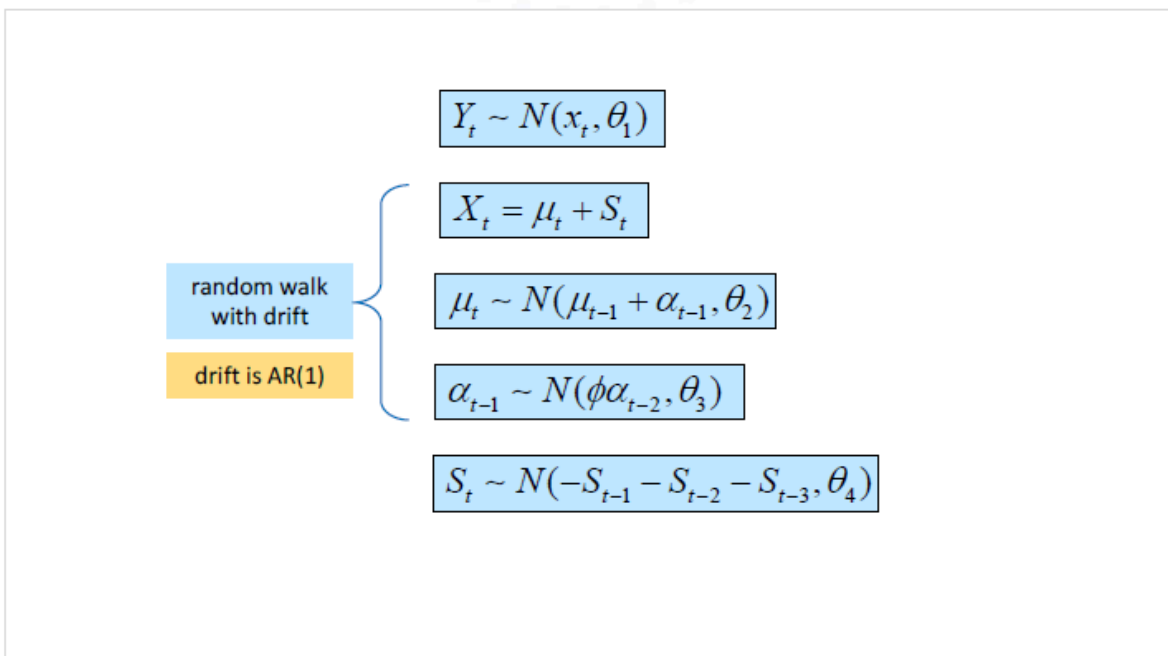 Y_t ~ N(x_t, θ_1)
X_t = μ_t + S_t
random walk
with drift
μ_t ~ N(μ_{t-1} + α_{t-1}, θ_2)
drift is AR(1)
α_{t-1} ~ N(ϕα_{t-2}, θ_3)
S_t ~ N(-S_{t-1} - S_{t-2} - S_{t-3}, θ_4)